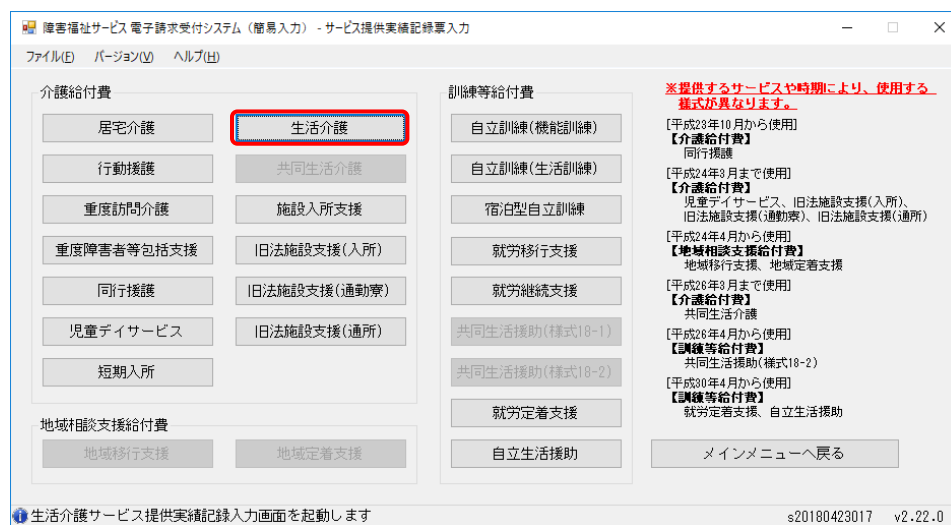 障害福祉サービス 電子請求受付システム（簡易入力） - サービス提供実績記録票入力
ファイル(F) バージョン(V) ヘルプ(H)
介護給付費
居宅介護
生活介護
行動援護
共同生活介護
重度訪問介護
施設入所支援
重度障害者等包括支援
旧法施設支援(入所)
同行援護
旧法施設支援(通勤寮)
児童デイサービス
旧法施設支援(通所)
短期入所
地域相談支援給付費
地域移行支援
地域定着支援
訓練等給付費
自立訓練(機能訓練)
自立訓練(生活訓練)
宿泊型自立訓練
就労移行支援
就労継続支援
共同生活援助(様式18-1)
共同生活援助(様式18-2)
就労定着支援
自立生活援助
※提供するサービスや時期により、使用する
様式が異なります。
[平成23年10月から使用]
【介護給付費】
同行援護
[平成24年3月まで使用]
【介護給付費】
児童デイサービス、旧法施設支援(入所)、
旧法施設支援(通勤寮)、旧法施設支援(通所)
[平成24年4月から使用]
【地域相談支援給付費】
地域移行支援、地域定着支援
[平成26年3月まで使用]
【介護給付費】
共同生活介護
[平成26年4月から使用]
【訓練等給付費】
共同生活援助(様式18-2)
[平成30年4月から使用]
【訓練等給付費】
就労定着支援、自立生活援助
メインメニューへ戻る
生活介護サービス提供実績記録入力画面を起動します
s20180423017 v2.22.0